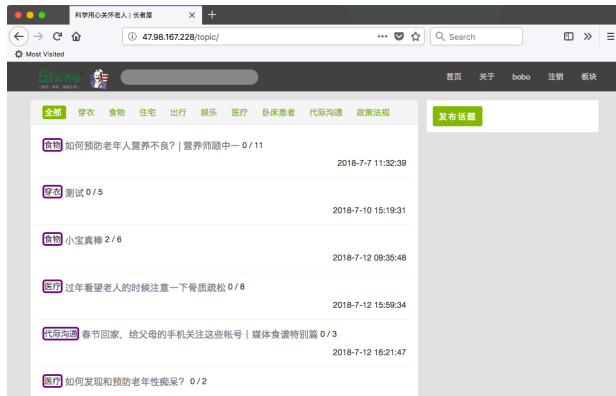 科学用心关怀老人 | 长者屋
47.98.167.228/topic/
Search
Most Visited
长者屋
首页 关于 bobo 注销 板块
全部 穿衣 食物 住宅 出行 娱乐 医疗 卧床患者 代际沟通 政策法规
发布话题
食物 如何预防老年人营养不良？| 营养师顾中一 0 / 11
2018-7-7 11:32:39
穿衣 测试 0 / 5
2018-7-10 15:19:31
食物 小宝真棒 2 / 6
2018-7-12 09:35:48
医疗 过年看望老人的时候注意一下骨质疏松 0 / 8
2018-7-12 15:59:34
代际沟通 春节回家，给父母的手机关注这些帐号｜媒体食谱特别篇 0 / 3
2018-7-12 16:21:47
医疗 如何发现和预防老年性痴呆？ 0 / 2